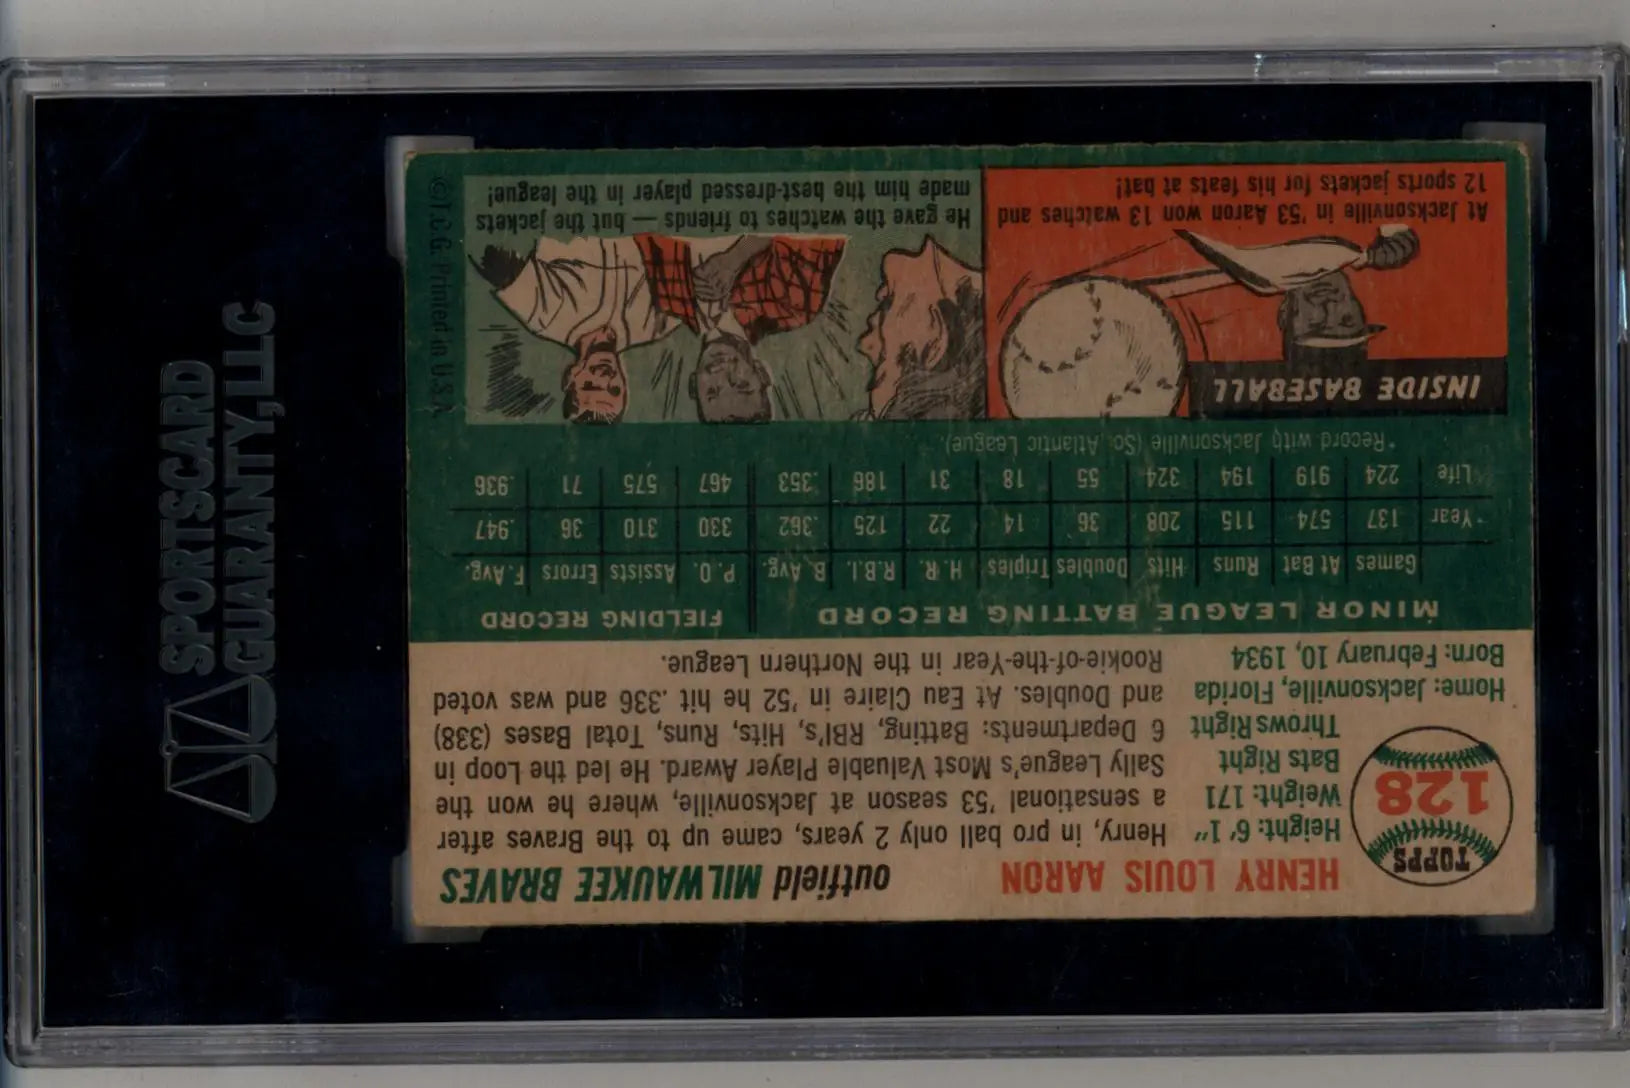 TOPPS
128
HENRY LOUIS AARON
outfield MILWAUKEE BRAVES
Height: 6' 1"
Weight: 171
Bats Right
Throws Right
Home: Jacksonville, Florida
Born: February 10, 1934
Henry, in pro ball only 2 years, came up to the Braves after
a sensational '53 season at Jacksonville, where he won the
Sally League's Most Valuable Player Award. He led the Loop in
6 Departments: Batting, RBI's, Hits, Runs, Total Bases (338)
and Doubles. At Eau Claire in '52 he hit .336 and was voted
Rookie-of-the-Year in the Northern League.
MINOR LEAGUE BATTING RECORD FIELDING RECORD
Games At Bat Runs Hits Doubles Triples H.R. R.B.I. B. Avg. P.O. Assists Errors F. Avg.
*Year 137 574 115 208 36 14 22 125 .362 330 310 36 .947
Life 224 919 194 324 55 18 31 186 .353 467 575 71 .936
*Record with Jacksonville (So. Atlantic League).
INSIDE BASEBALL
At Jacksonville in '53 Aaron won 13 watches and
12 sports jackets for his feats at bat!
He gave the watches to friends — but the jackets
made him the best-dressed player in the league!
©T.C.G. Printed in U.S.A.
SPORTSCARD
GUARANTY,LLC